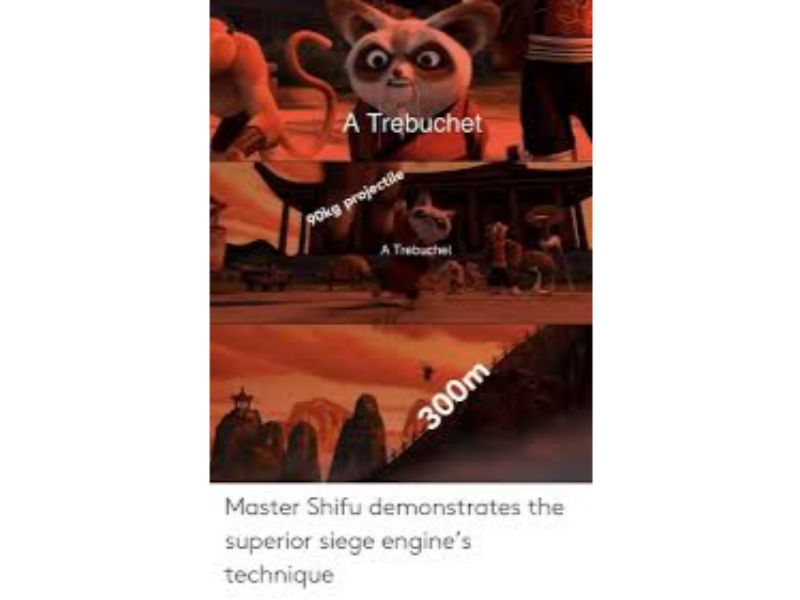 A Trebuchet
90kg projectile
A Trebuchet
300m
Master Shifu demonstrates the
superior siege engine's
technique